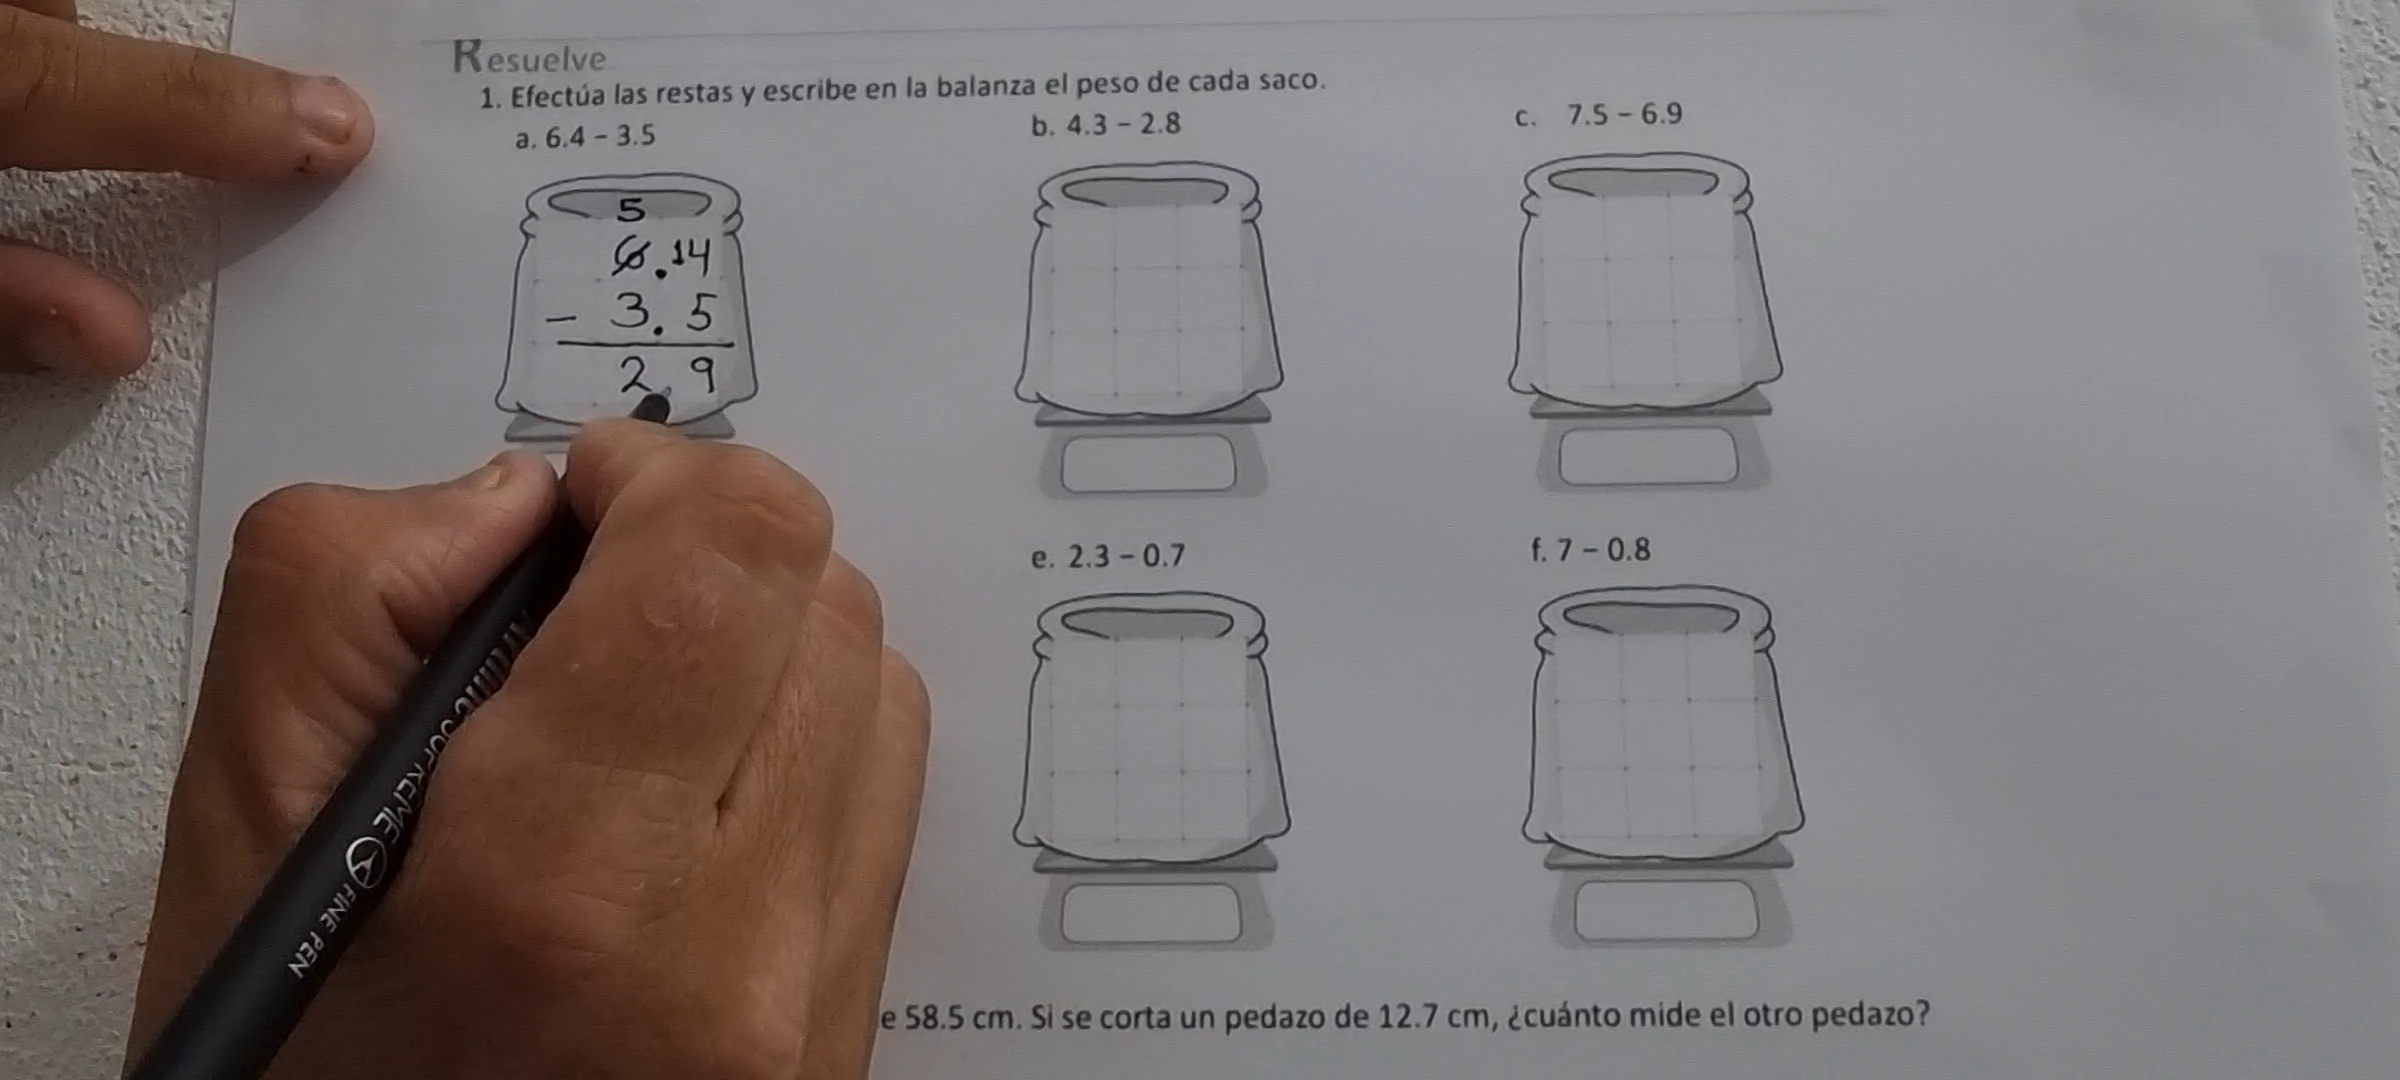 Resuelve
1. Efectúa las restas y escribe en la balanza el peso de cada saco.
a. 6.4 – 3.5
b. 4.3 – 2.8
c. 7.5 – 6.9
5
6.14
– 3.5
2.9
e. 2.3 – 0.7
f. 7 – 0.8
e 58.5 cm. Si se corta un pedazo de 12.7 cm, ¿cuánto mide el otro pedazo?
FINE PEN